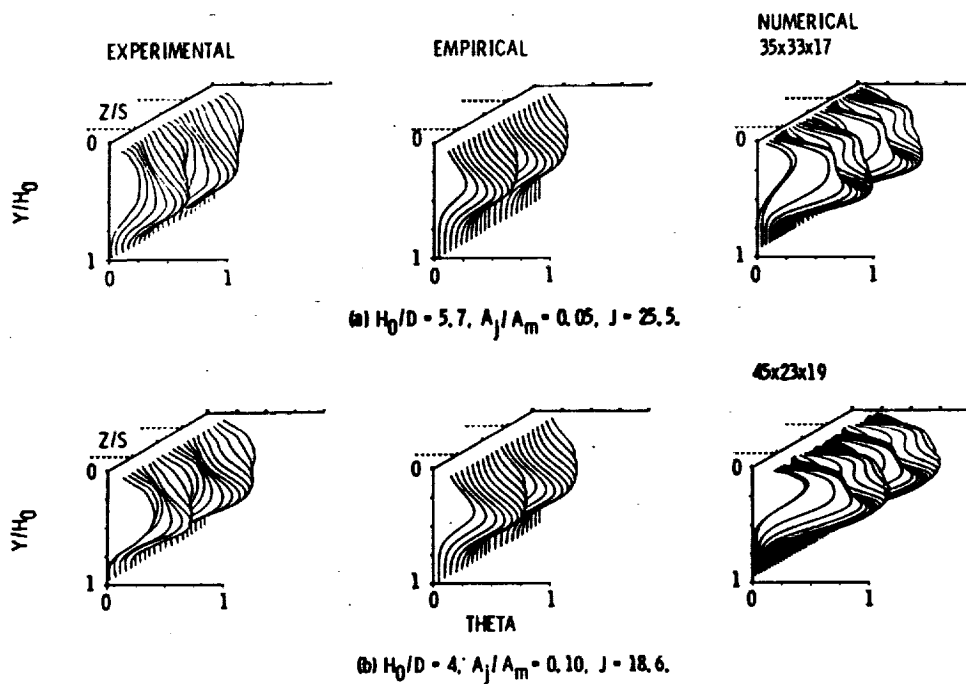 EXPERIMENTAL
EMPIRICAL
NUMERICAL
35x33x17
Z/S
0
0
0
Y/H0
1
1
1
0
1
0
1
0
1
(a) H0/D = 5.7, Aj/Am = 0.05, J = 25.5.
45x23x19
Z/S
0
0
0
Y/H0
1
1
1
0
1
0
1
0
1
THETA
(b) H0/D = 4, Aj/Am = 0.10, J = 18.6.